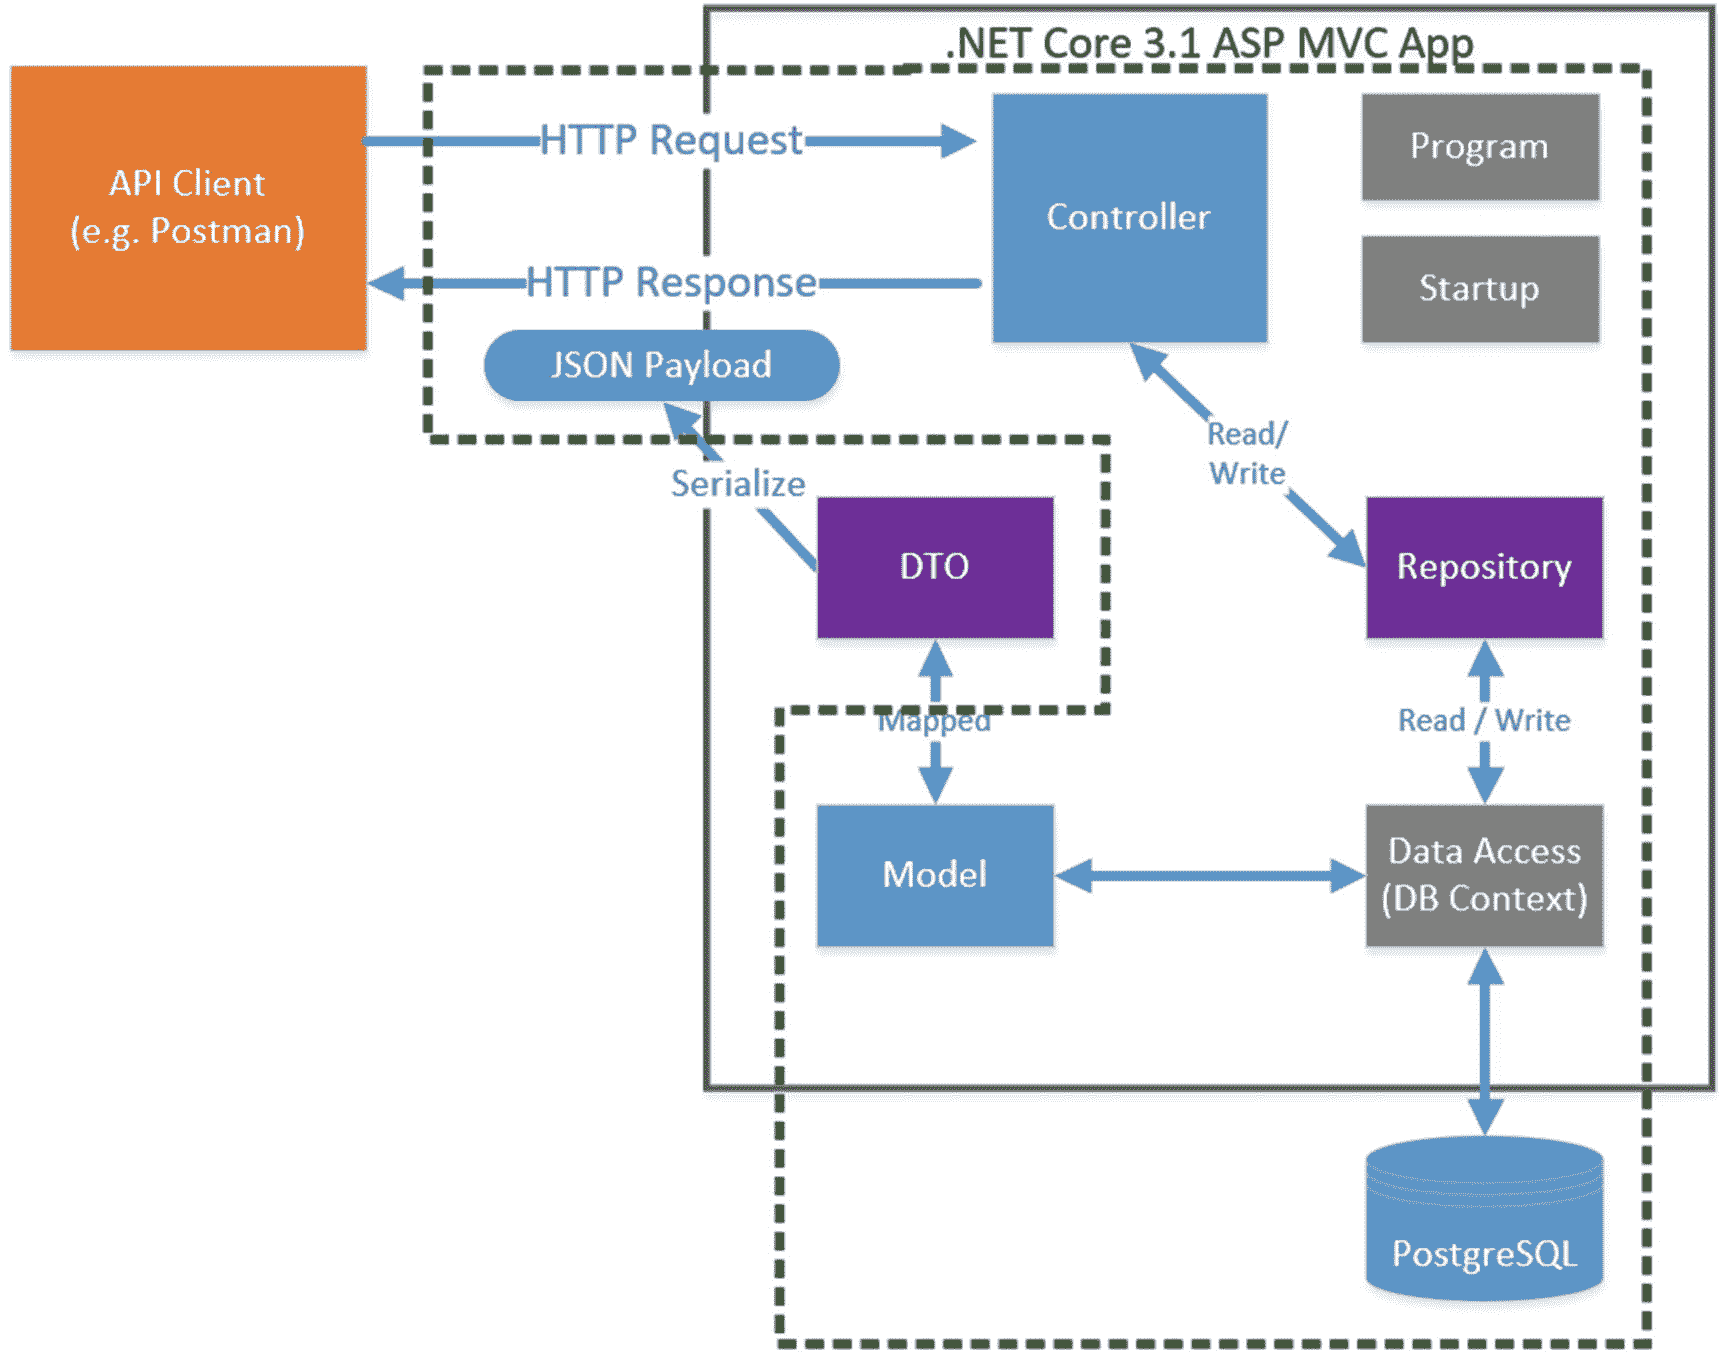 .NET Core 3.1 ASP MVC App
API Client
(e.g. Postman)
HTTP Request
HTTP Response
JSON Payload
Controller
Program
Startup
Read/
Write
Serialize
DTO
Repository
Mapped
Read / Write
Model
Data Access
(DB Context)
PostgreSQL